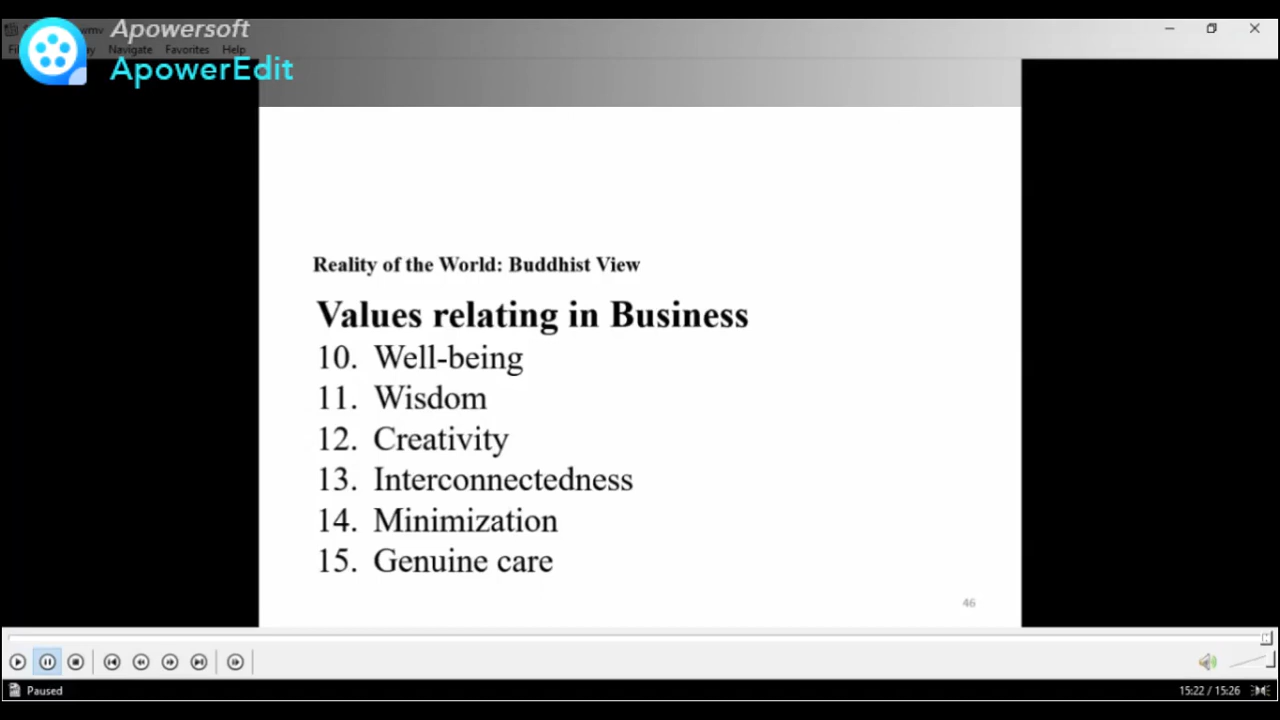 Apowersoft
ApowerEdit
Navigate Favorites Help
Reality of the World: Buddhist View
Values relating in Business
10. Well-being
11. Wisdom
12. Creativity
13. Interconnectedness
14. Minimization
15. Genuine care
46
Paused
15:22 / 15:26